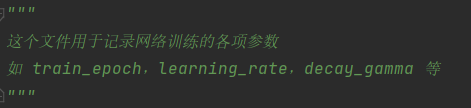 """
这个文件用于记录网络训练的各项参数
如 train_epoch，learning_rate，decay_gamma 等
"""